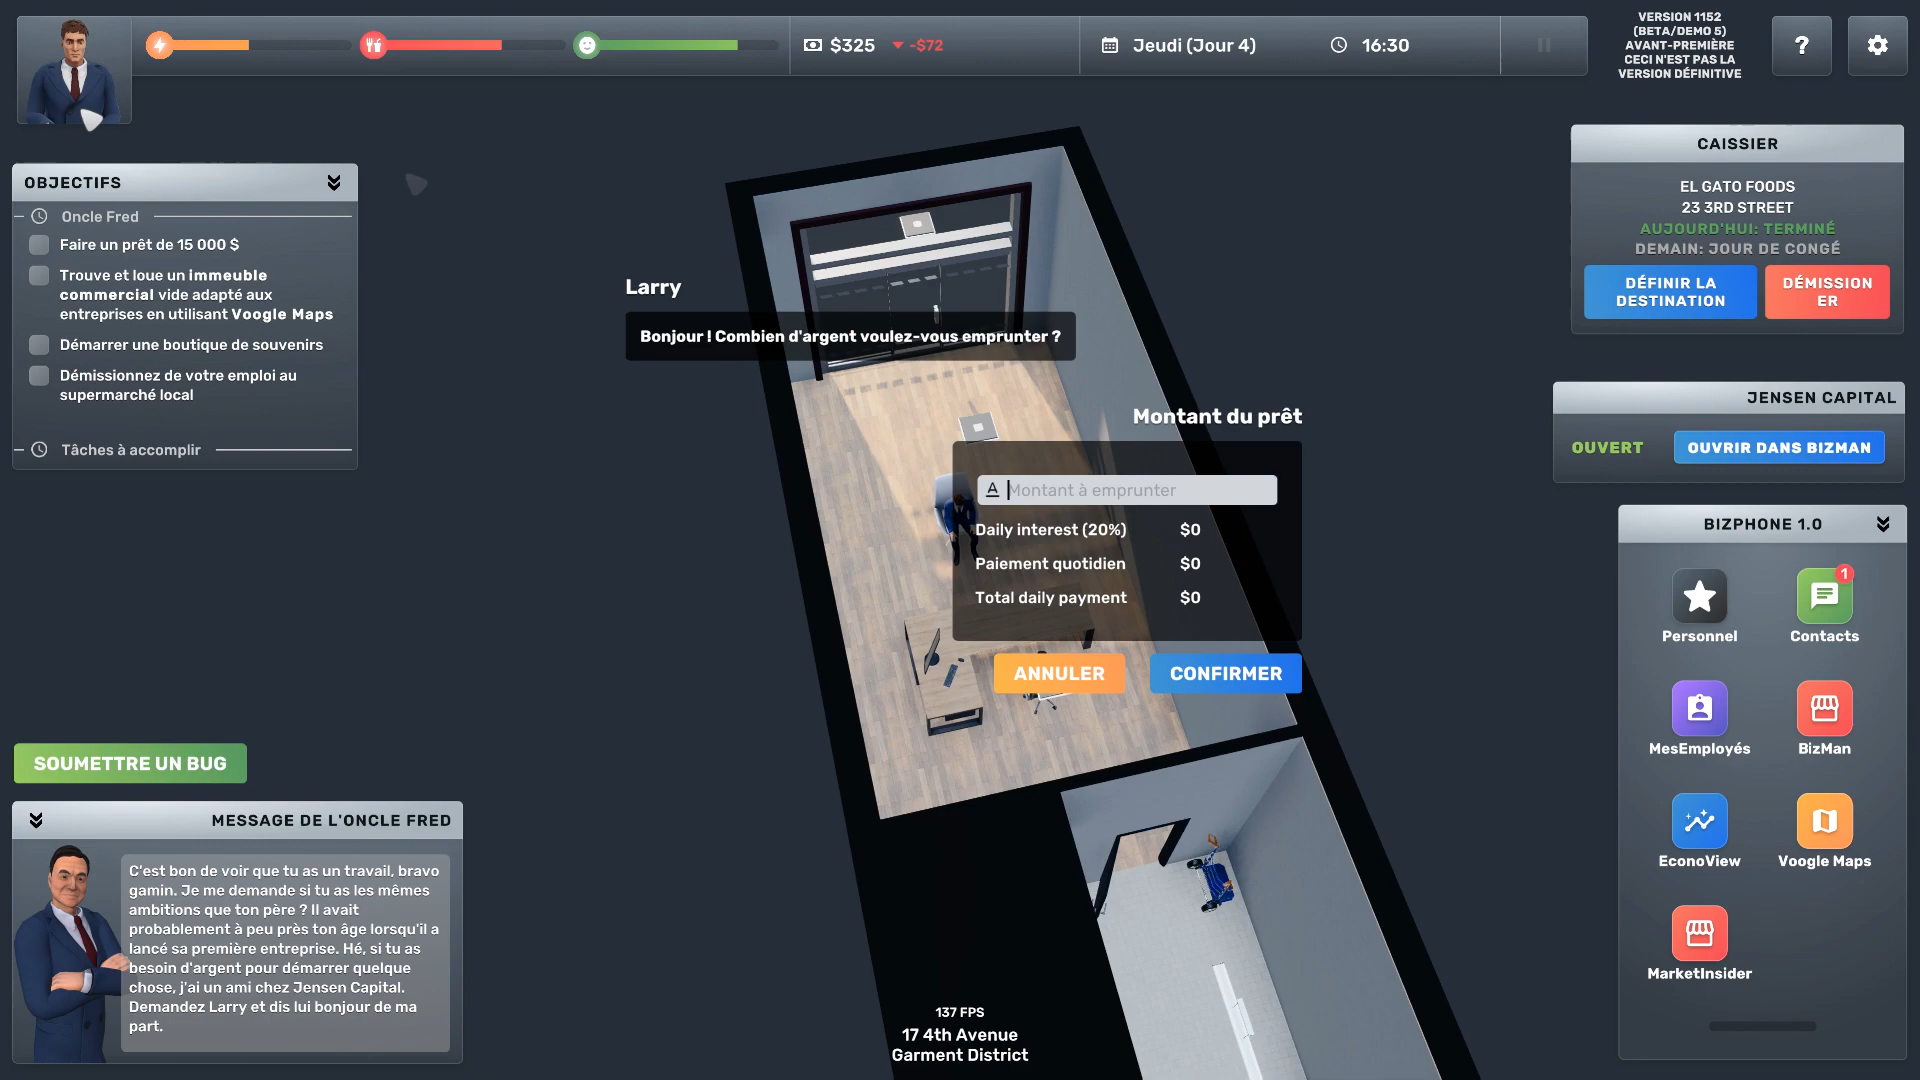 $325
-$72
Jeudi (Jour 4)
16:30
VERSION 1152
(BETA/DEMO 5)
AVANT-PREMIÈRE
CECI N'EST PAS LA
VERSION DÉFINITIVE
?
OBJECTIFS
Oncle Fred
Faire un prêt de 15 000 $
Trouve et loue un immeuble
commercial vide adapté aux
entreprises en utilisant Voogle Maps
Démarrer une boutique de souvenirs
Démissionnez de votre emploi au
supermarché local
Tâches à accomplir
Larry
Bonjour ! Combien d'argent voulez-vous emprunter ?
Montant du prêt
A Montant à emprunter
Daily interest (20%) $0
Paiement quotidien $0
Total daily payment $0
ANNULER
CONFIRMER
CAISSIER
EL GATO FOODS
23 3RD STREET
AUJOURD'HUI: TERMINÉ
DEMAIN: JOUR DE CONGÉ
DÉFINIR LA
DESTINATION
DÉMISSION
ER
JENSEN CAPITAL
OUVERT
OUVRIR DANS BIZMAN
BIZPHONE 1.0
Personnel
1
Contacts
MesEmployés
BizMan
EconoView
Voogle Maps
MarketInsider
SOUMETTRE UN BUG
MESSAGE DE L'ONCLE FRED
C'est bon de voir que tu as un travail, bravo
gamin. Je me demande si tu as les mêmes
ambitions que ton père ? Il avait
probablement à peu près ton âge lorsqu'il a
lancé sa première entreprise. Hé, si tu as
besoin d'argent pour démarrer quelque
chose, j'ai un ami chez Jensen Capital.
Demandez Larry et dis lui bonjour de ma
part.
137 FPS
17 4th Avenue
Garment District